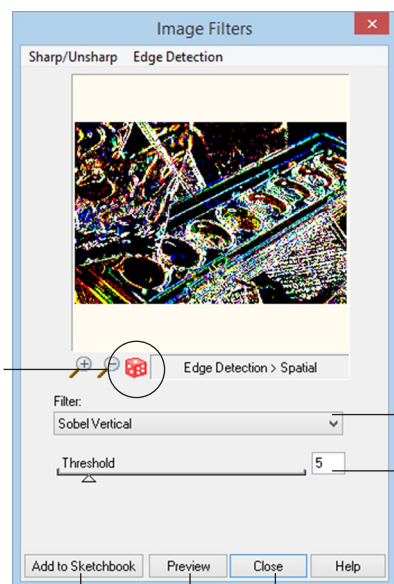 Image Filters
Sharp/Unsharp Edge Detection
Edge Detection > Spatial
Filter:
Sobel Vertical
Threshold 5
Add to Sketchbook Preview Close Help